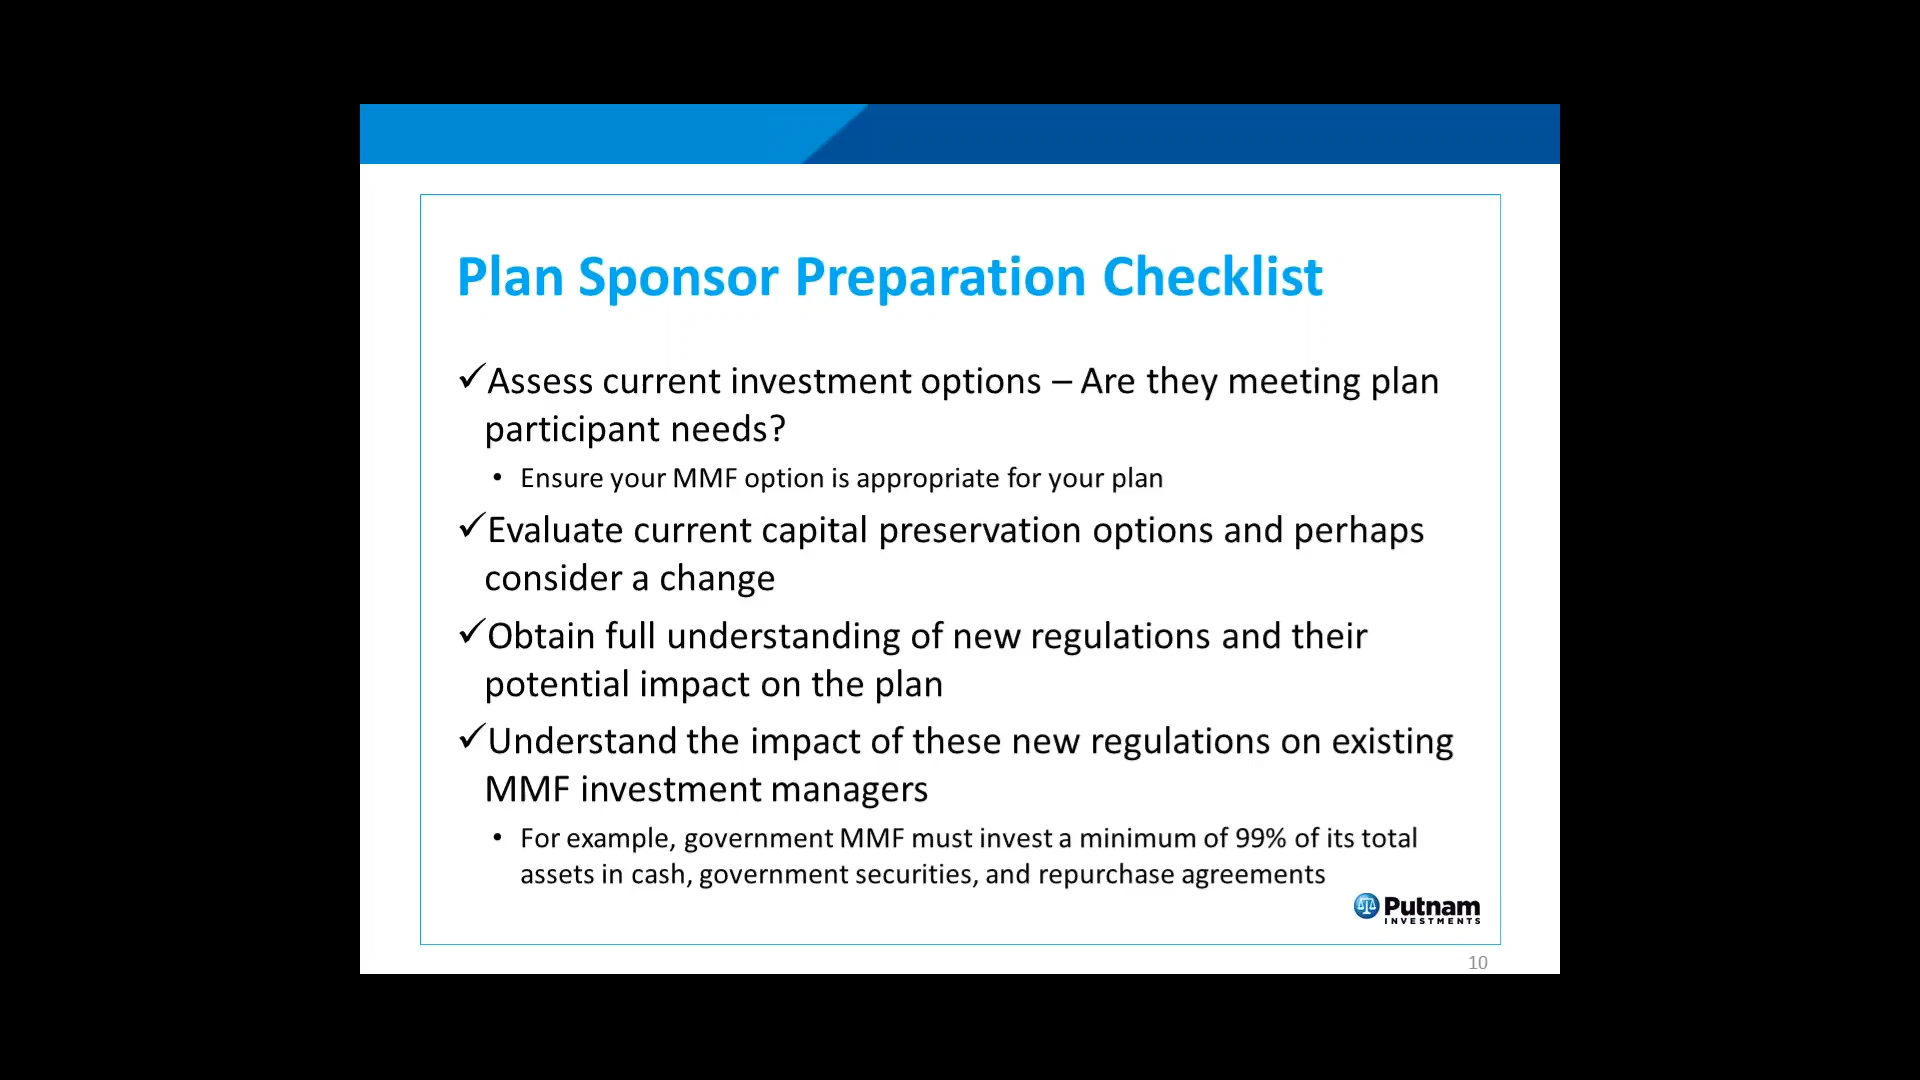 Plan Sponsor Preparation Checklist
✓Assess current investment options – Are they meeting plan
participant needs?
• Ensure your MMF option is appropriate for your plan
✓Evaluate current capital preservation options and perhaps
consider a change
✓Obtain full understanding of new regulations and their
potential impact on the plan
✓Understand the impact of these new regulations on existing
MMF investment managers
• For example, government MMF must invest a minimum of 99% of its total
assets in cash, government securities, and repurchase agreements
Putnam
INVESTMENTS
10